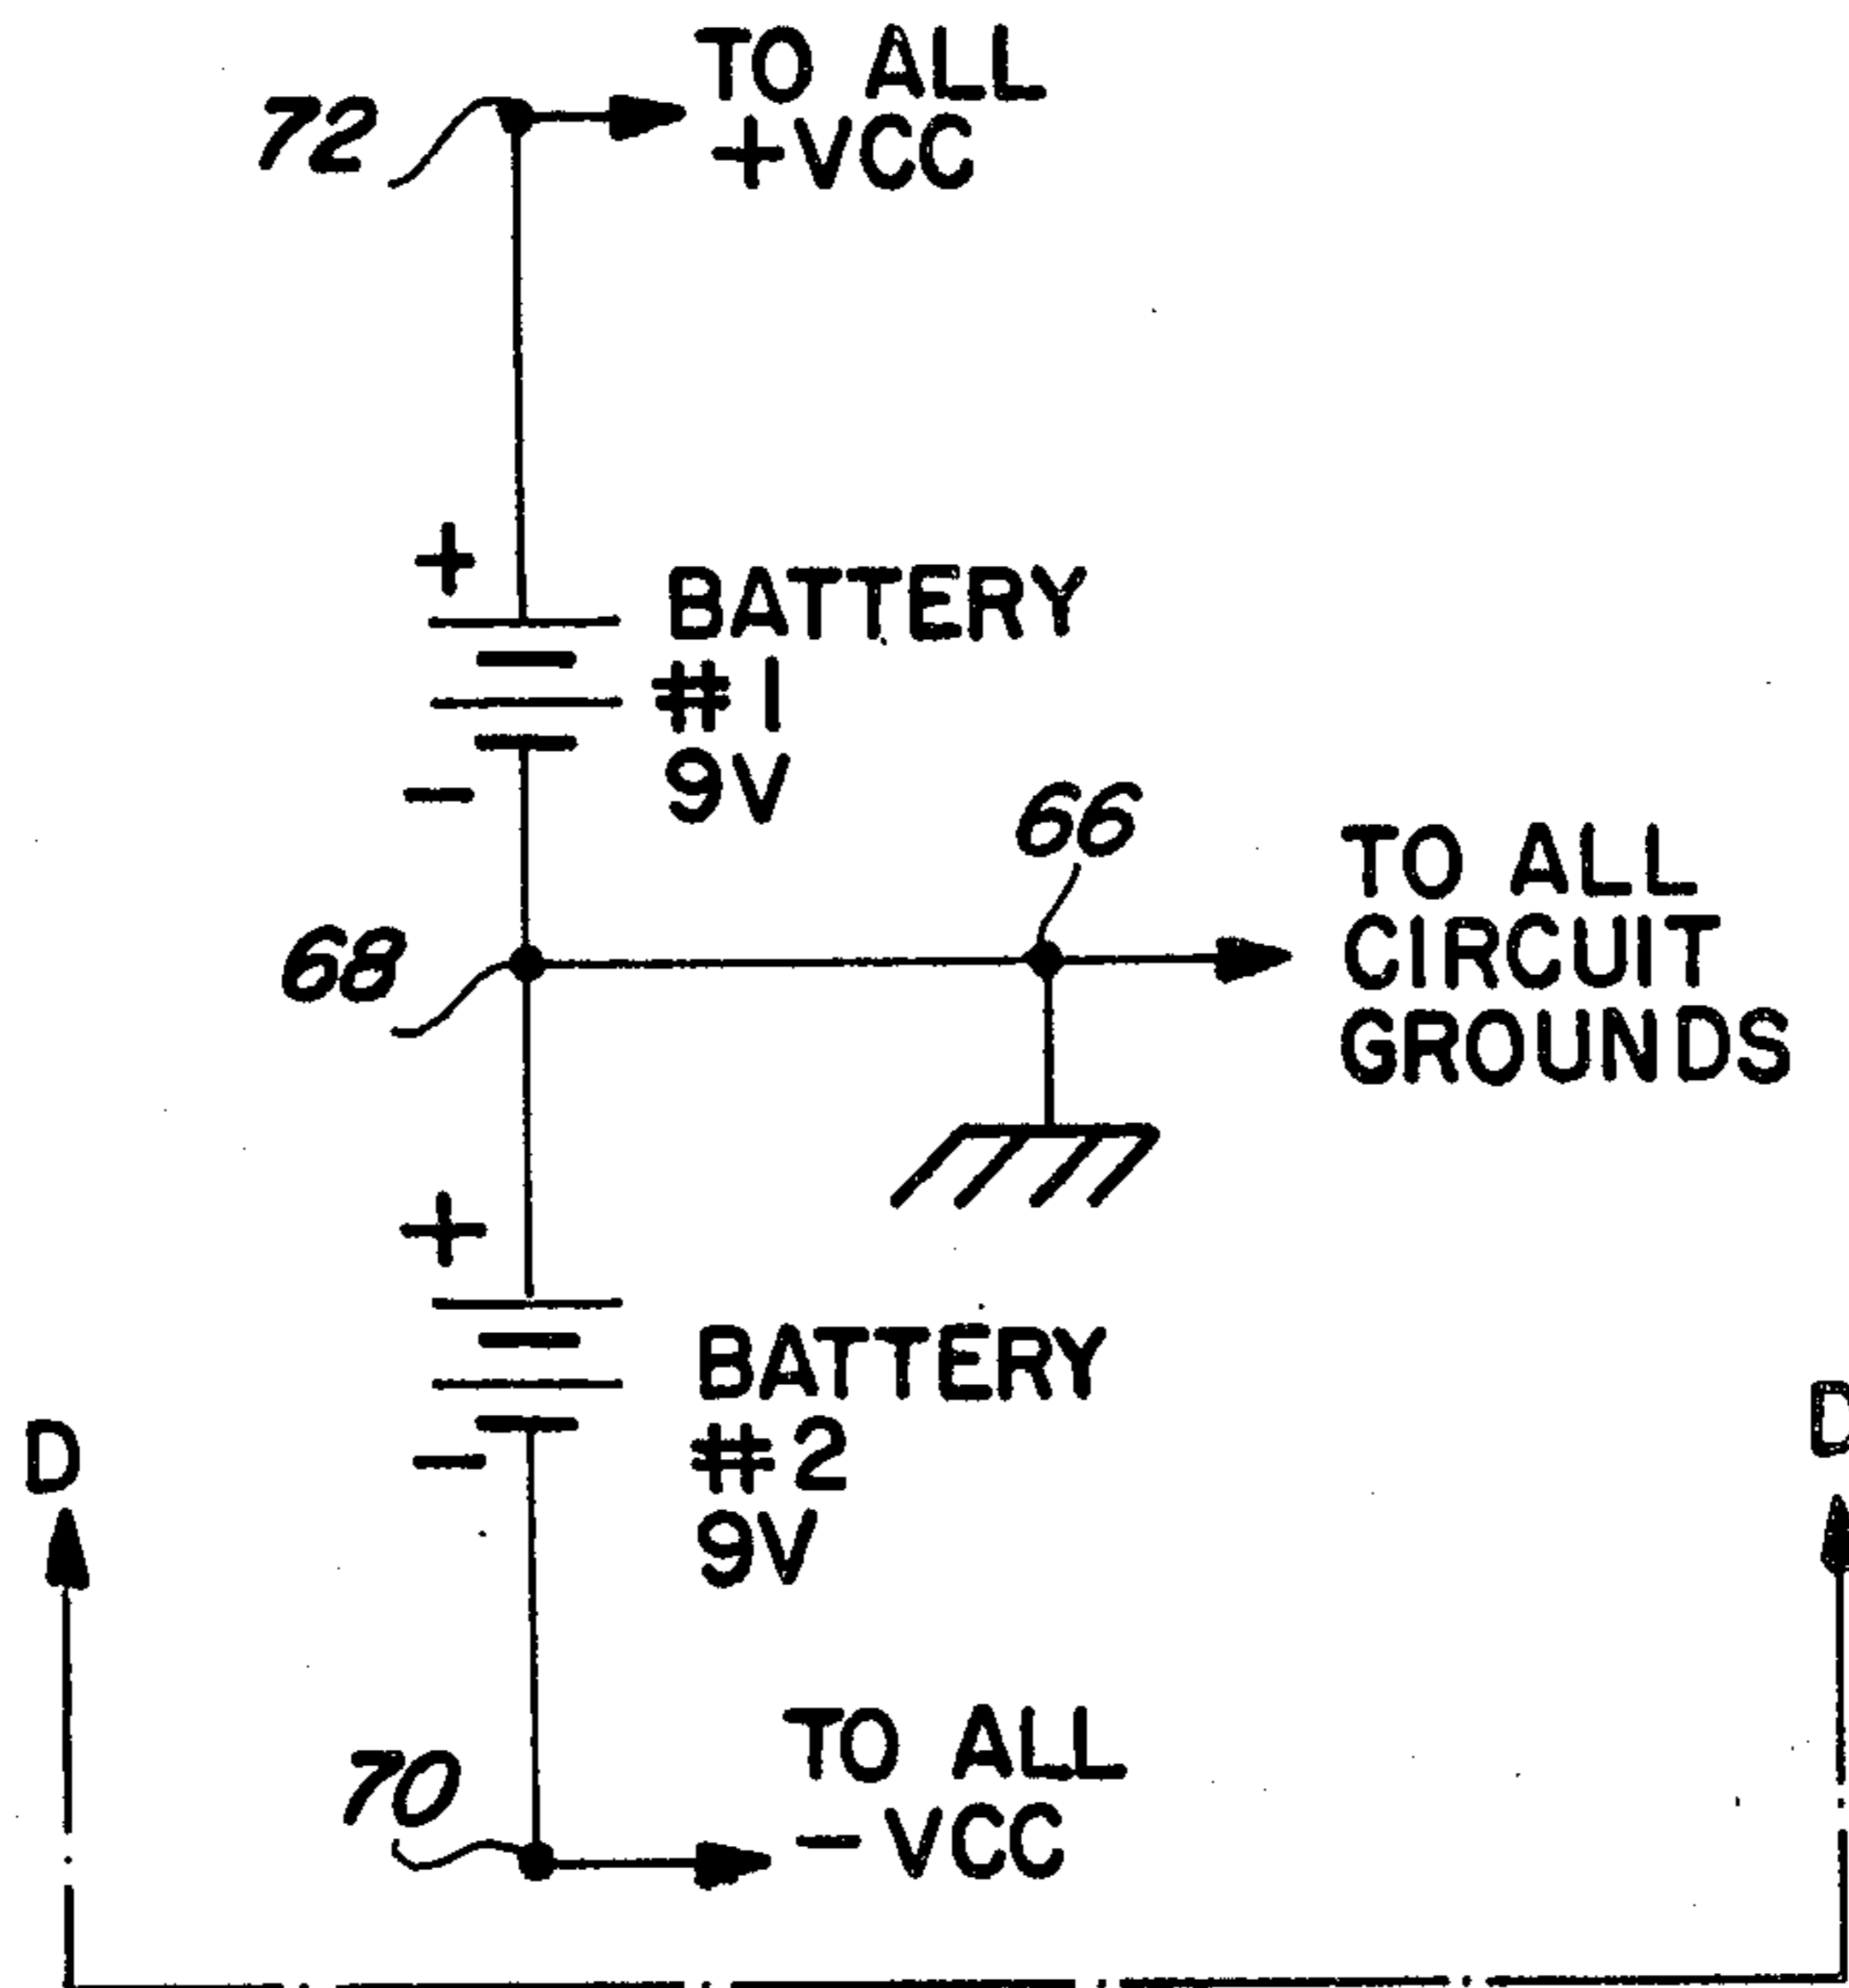 TO ALL
+VCC
72
+
BATTERY
#1
9V
-
66
TO ALL
CIRCUIT
GROUNDS
68
+
BATTERY
#2
9V
-
D
D
TO ALL
-VCC
70